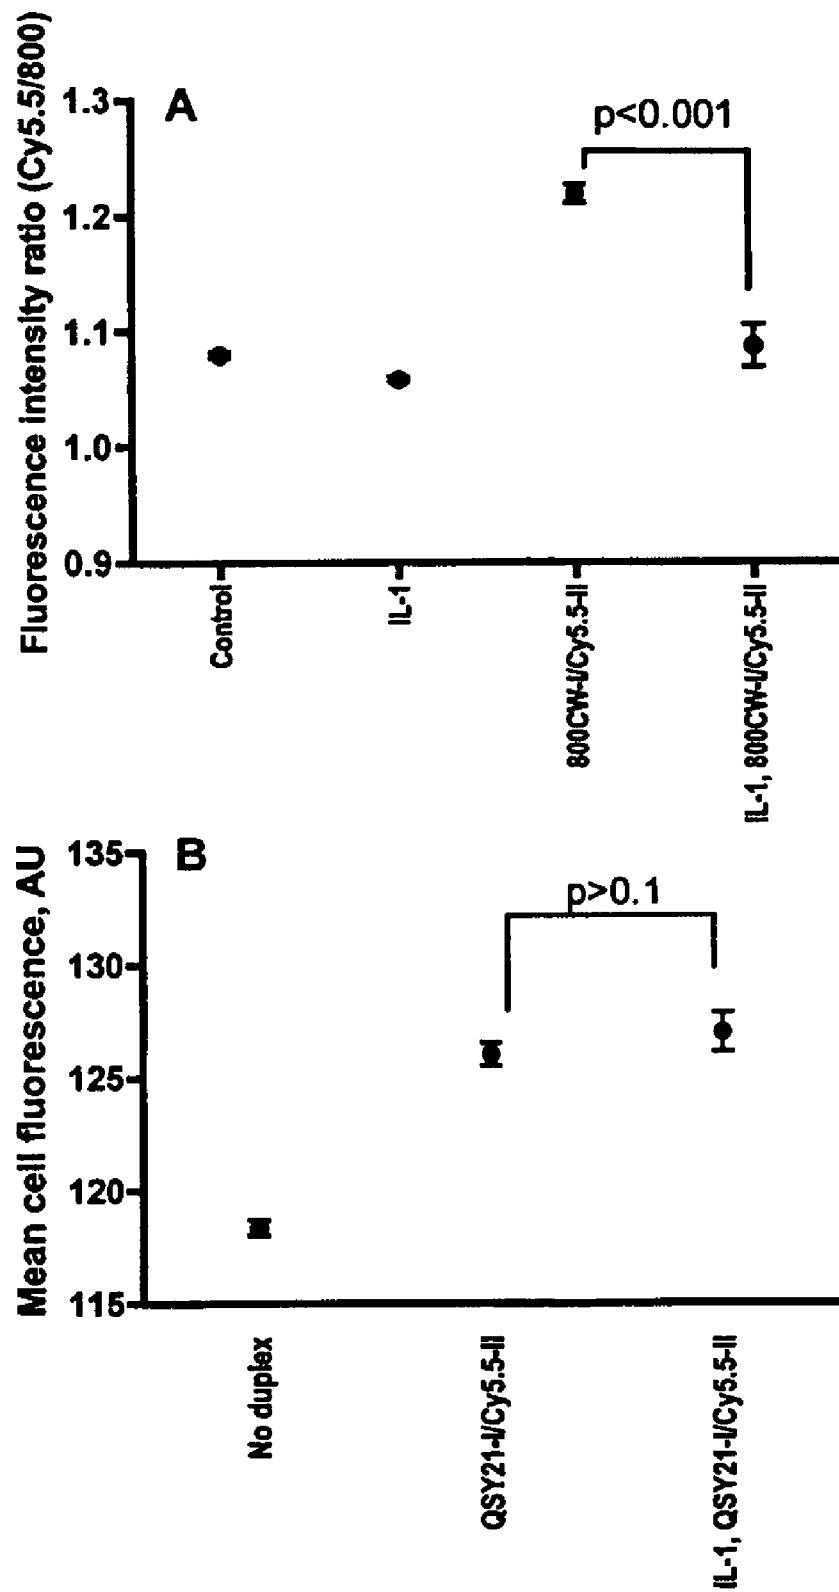 Fluorescence intensity ratio (Cy5.5/800)
A
p<0.001
1.3
1.2
1.1
1.0
0.9
Control
IL-1
800CW-I/Cy5.5-II
IL-1, 800CW-I/Cy5.5-II
Mean cell fluorescence, AU
B
p>0.1
135
130
125
120
115
No duplex
QSY21-I/Cy5.5-II
IL-1, QSY21-I/Cy5.5-II